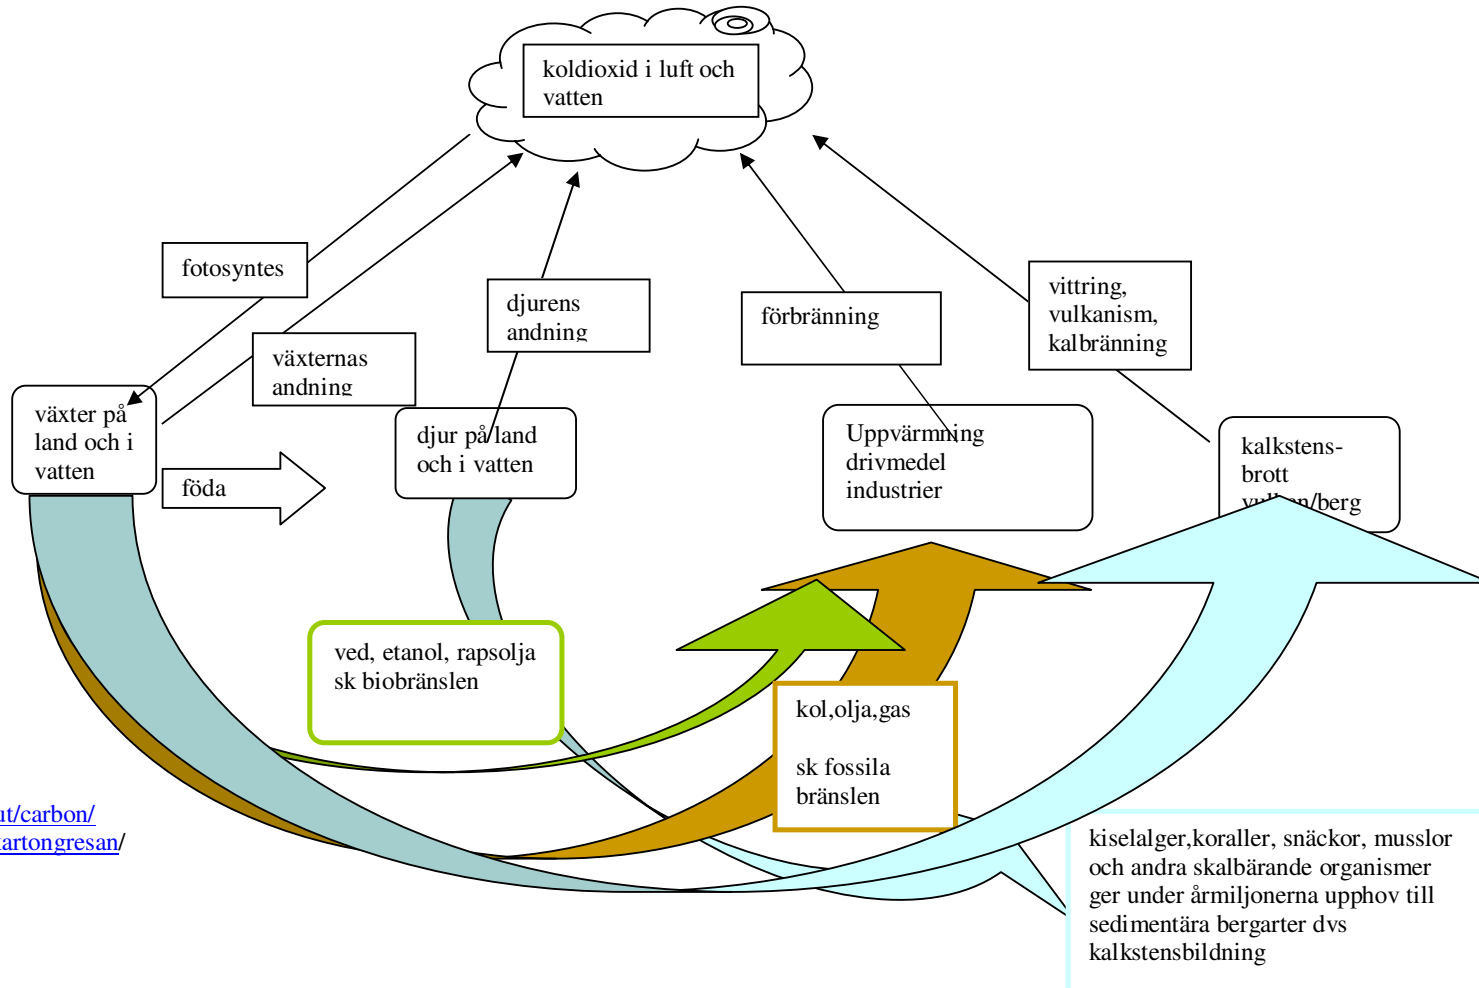 koldioxid i luft och
vatten
fotosyntes
växternas
andning
djurens
andning
förbränning
vittring,
vulkanism,
kalbränning
växter på
land och i
vatten
föda
djur på land
och i vatten
Uppvärmning
drivmedel
industrier
kalkstens-
brott
/berg
ved, etanol, rapsolja
sk biobränslen
kol,olja,gas
sk fossila
bränslen
ut/carbon/
kartongresan/
kiselalger,koraller, snäckor, musslor
och andra skalbärande organismer
ger under årmiljonerna upphov till
sedimentära bergarter dvs
kalkstensbildning